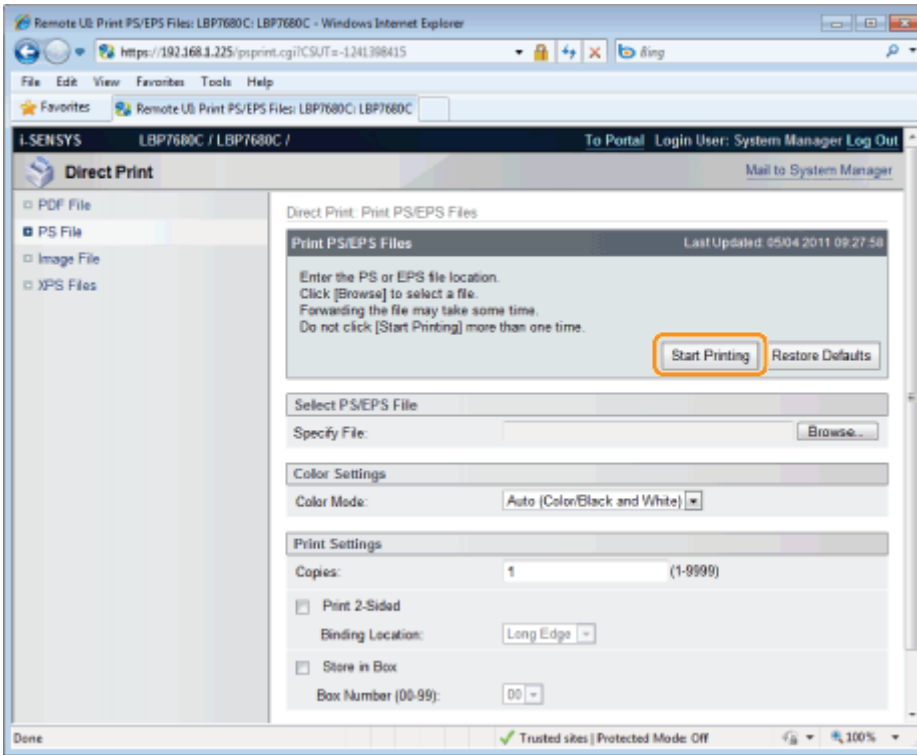 Remote UI: Print PS/EPS Files: LBP7680C: LBP7680C - Windows Internet Explorer
https://192.168.1.225/psprint.cgi?CSUT=-1241398415
Bing
File Edit View Favorites Tools Help
Favorites Remote UI: Print PS/EPS Files: LBP7680C: LBP7680C
i-SENSYS LBP7680C / LBP7680C / To Portal Login User: System Manager Log Out
Direct Print Mail to System Manager
PDF File
PS File
Image File
XPS Files
Direct Print: Print PS/EPS Files
Print PS/EPS Files Last Updated: 05/04 2011 09:27:58
Enter the PS or EPS file location.
Click [Browse] to select a file.
Forwarding the file may take some time.
Do not click [Start Printing] more than one time.
Start Printing Restore Defaults
Select PS/EPS File
Specify File: Browse...
Color Settings
Color Mode: Auto (Color/Black and White)
Print Settings
Copies: 1 (1-9999)
Print 2-Sided
Binding Location: Long Edge
Store in Box
Box Number (00-99): 00
Done Trusted sites | Protected Mode: Off 100%